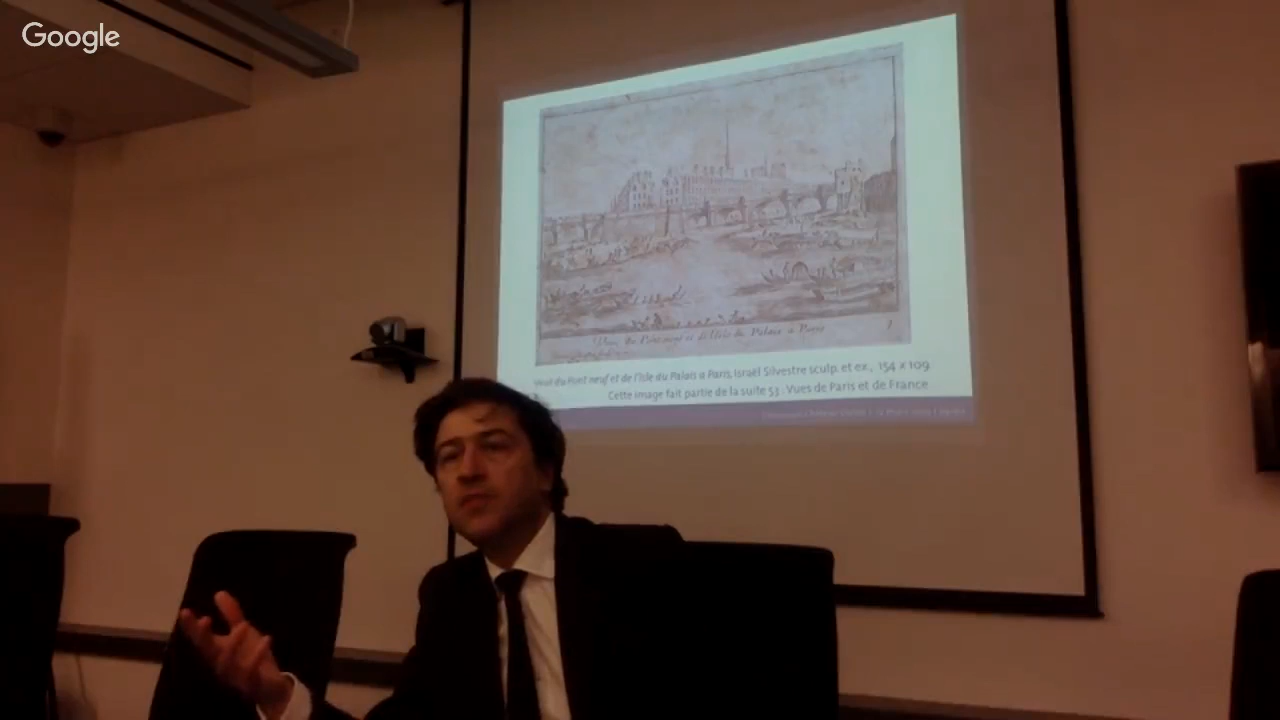 Google
Veüe du Pont neuf et de l'Isle du Palais a Paris
1
Veüe du Pont neuf et de l'Isle du Palais a Paris, Israël Silvestre sculp. et ex., 154 x 109
Cette image fait partie de la suite 53 : Vues de Paris et de France